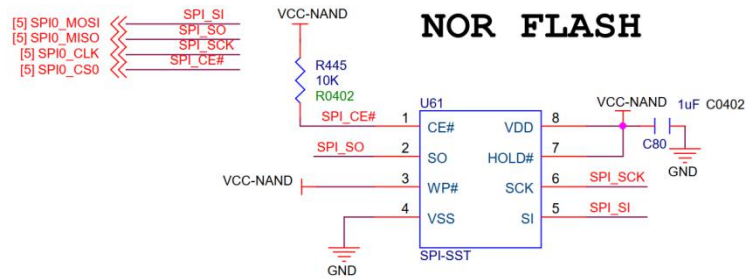 NOR FLASH
[5] SPI0_MOSI SPI_SI
[5] SPI0_MISO SPI_SO
[5] SPI0_CLK SPI_SCK
[5] SPI0_CS0 SPI_CE#
VCC-NAND
R445
10K
R0402
U61
VCC-NAND 1uF C0402
SPI_CE# 1 CE# VDD 8
C80
SPI_SO 2 SO HOLD# 7
GND
VCC-NAND 3 WP# SCK 6 SPI_SCK
4 VSS SI 5 SPI_SI
SPI-SST
GND